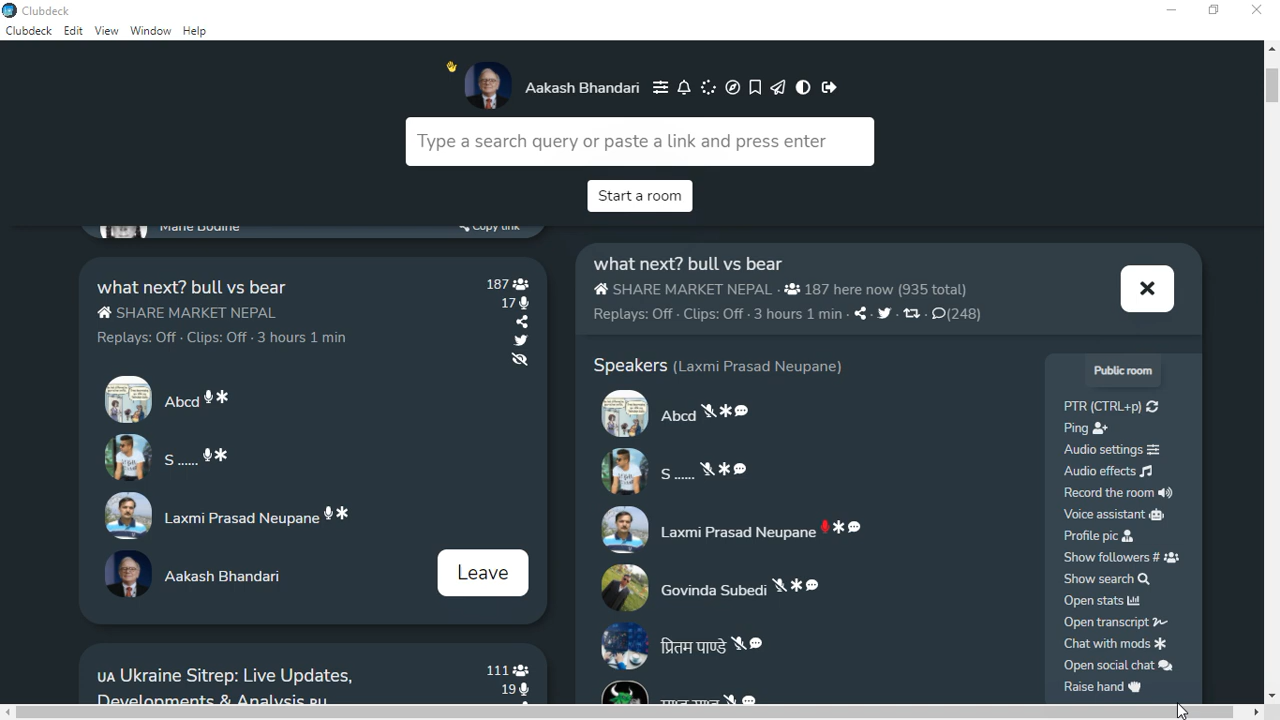 Clubdeck
Clubdeck Edit View Window Help
Aakash Bhandari
Type a search query or paste a link and press enter
Start a room
Marie Bodine
Copy link
what next? bull vs bear
187
SHARE MARKET NEPAL
17
Replays: Off · Clips: Off · 3 hours 1 min
Abcd
S ......
Laxmi Prasad Neupane
Aakash Bhandari
Leave
UA Ukraine Sitrep: Live Updates,
111
Developments & Analysis RU
19
what next? bull vs bear
SHARE MARKET NEPAL · 187 here now (935 total)
Replays: Off · Clips: Off · 3 hours 1 min · · · · (248)
Speakers (Laxmi Prasad Neupane)
Abcd
S ......
Laxmi Prasad Neupane
Govinda Subedi
प्रितम पाण्डे
Public room
PTR (CTRL+p)
Ping
Audio settings
Audio effects
Record the room
Voice assistant
Profile pic
Show followers #
Show search
Open stats
Open transcript
Chat with mods
Open social chat
Raise hand